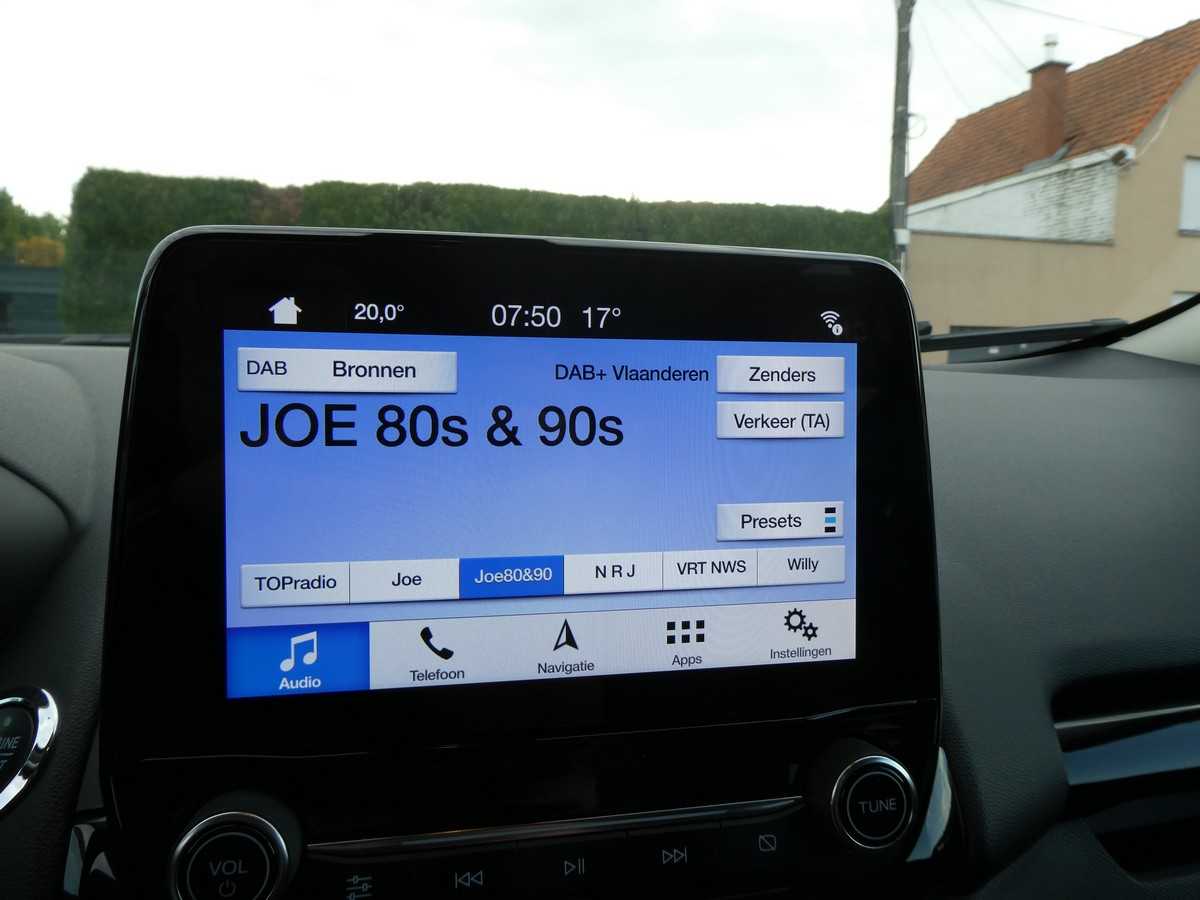 20,0° 07:50 17°
DAB Bronnen DAB+ Vlaanderen Zenders
JOE 80s & 90s Verkeer (TA)
Presets
TOPradio Joe Joe80&90 N R J VRT NWS Willy
Audio Telefoon Navigatie Apps Instellingen
TUNE
VOL